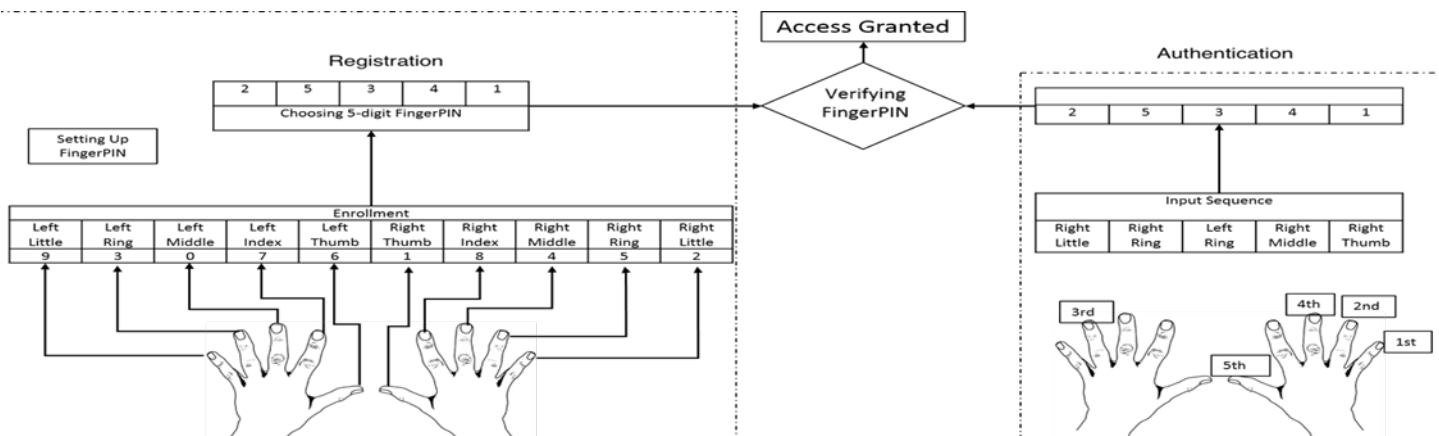 Access Granted
Registration
Authentication
2 5 3 4 1
Choosing 5-digit FingerPIN
Verifying
FingerPIN
2 5 3 4 1
Setting Up
FingerPIN
Enrollment
Left Little
Left Ring
Left Middle
Left Index
Left Thumb
Right Thumb
Right Index
Right Middle
Right Ring
Right Little
9 3 0 7 6 1 8 4 5 2
Input Sequence
Right Little
Right Ring
Left Ring
Right Middle
Right Thumb
3rd
4th
2nd
1st
5th